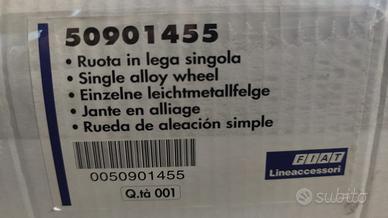 50901455
• Ruota in lega singola
• Single alloy wheel
• Einzelne leichtmetallfelge
• Jante en alliage
• Rueda de aleación simple
0050901455
Q.tà 001
FIAT
Lineaccessori
subito